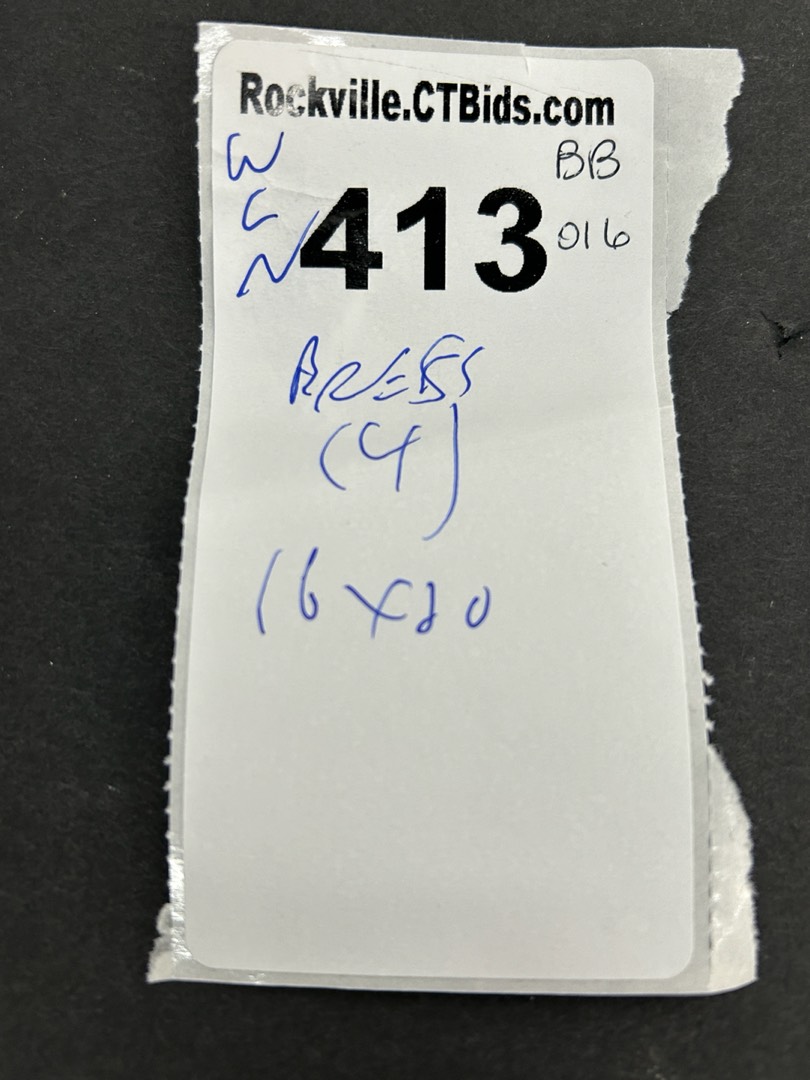 Rockville.CTBids.com
W
C
N
BB
413
016
(4)
16x20